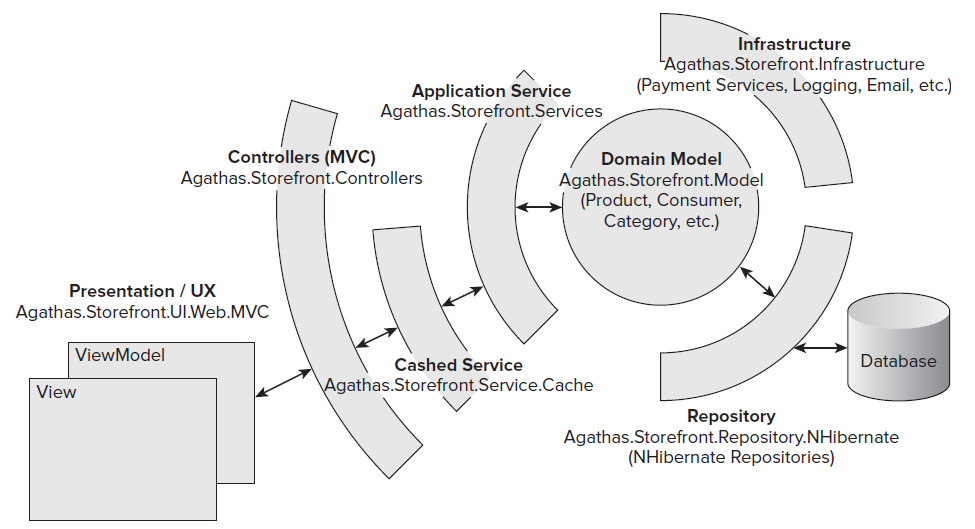 Infrastructure
Agathas.Storefront.Infrastructure
(Payment Services, Logging, Email, etc.)
Application Service
Agathas.Storefront.Services
Controllers (MVC)
Agathas.Storefront.Controllers
Domain Model
Agathas.Storefront.Model
(Product, Consumer,
Category, etc.)
Presentation / UX
Agathas.Storefront.UI.Web.MVC
ViewModel
View
Cashed Service
Agathas.Storefront.Service.Cache
Database
Repository
Agathas.Storefront.Repository.NHibernate
(NHibernate Repositories)